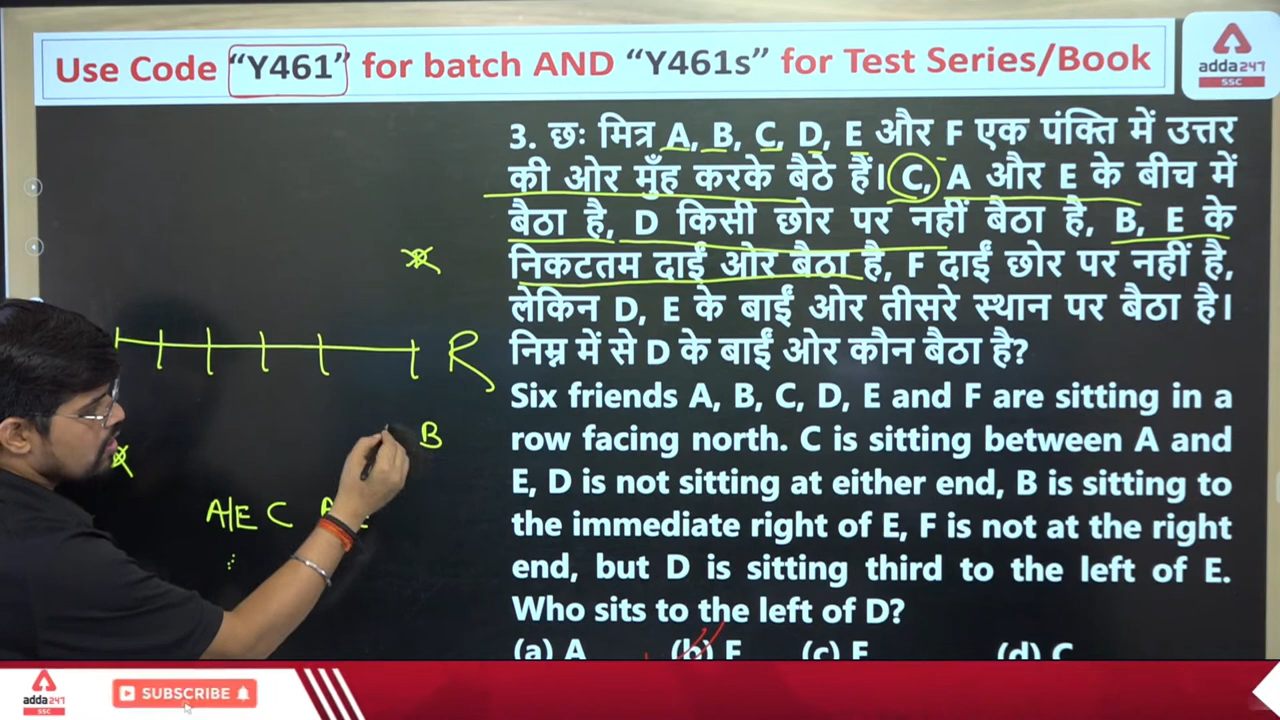 Use Code "Y461" for batch AND "Y461s" for Test Series/Book
adda247
SSC
3. छः मित्र A, B, C, D, E और F एक पंक्ति में उत्तर
की ओर मुँह करके बैठे हैं। C, A और E के बीच में
बैठा है, D किसी छोर पर नहीं बैठा है, B, E के
निकटतम दाईं ओर बैठा है, F दाईं छोर पर नहीं है,
लेकिन D, E के बाईं ओर तीसरे स्थान पर बैठा है।
निम्न में से D के बाईं ओर कौन बैठा है?
Six friends A, B, C, D, E and F are sitting in a
row facing north. C is sitting between A and
E, D is not sitting at either end, B is sitting to
the immediate right of E, F is not at the right
end, but D is sitting third to the left of E.
Who sits to the left of D?
(a) A (b) (c) (d) C
R
B
A/E C
adda247
SSC
SUBSCRIBE